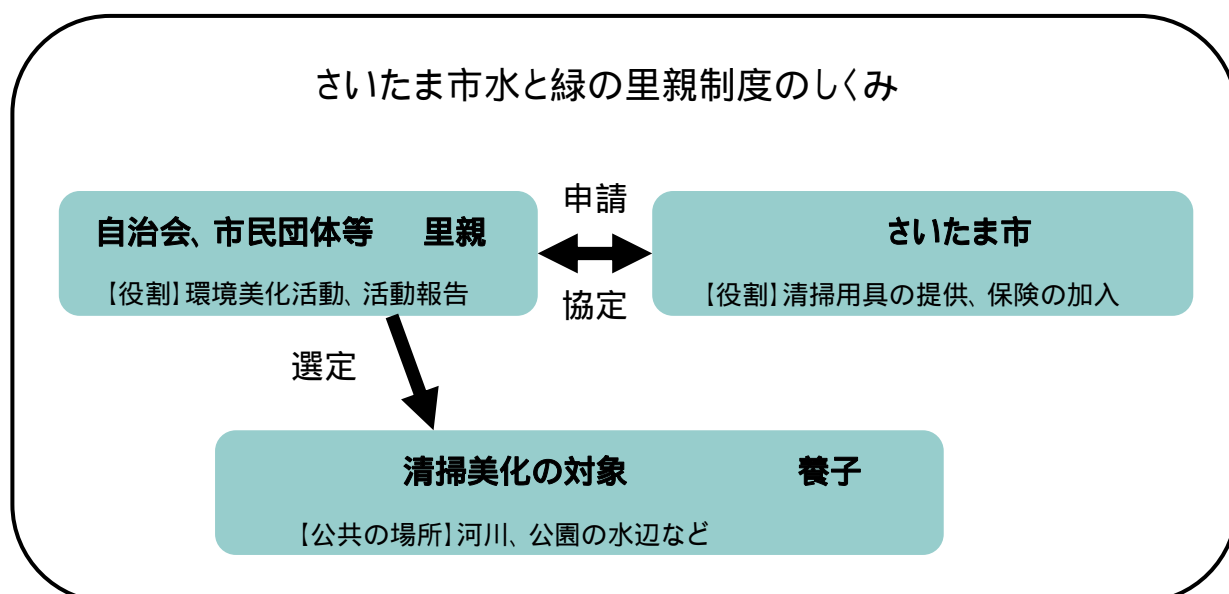 さいたま市水と緑の里親制度のしくみ
自治会、市民団体等　里親
【役割】環境美化活動、活動報告
申請
協定
さいたま市
【役割】清掃用具の提供、保険の加入
選定
清掃美化の対象　養子
【公共の場所】河川、公園の水辺など